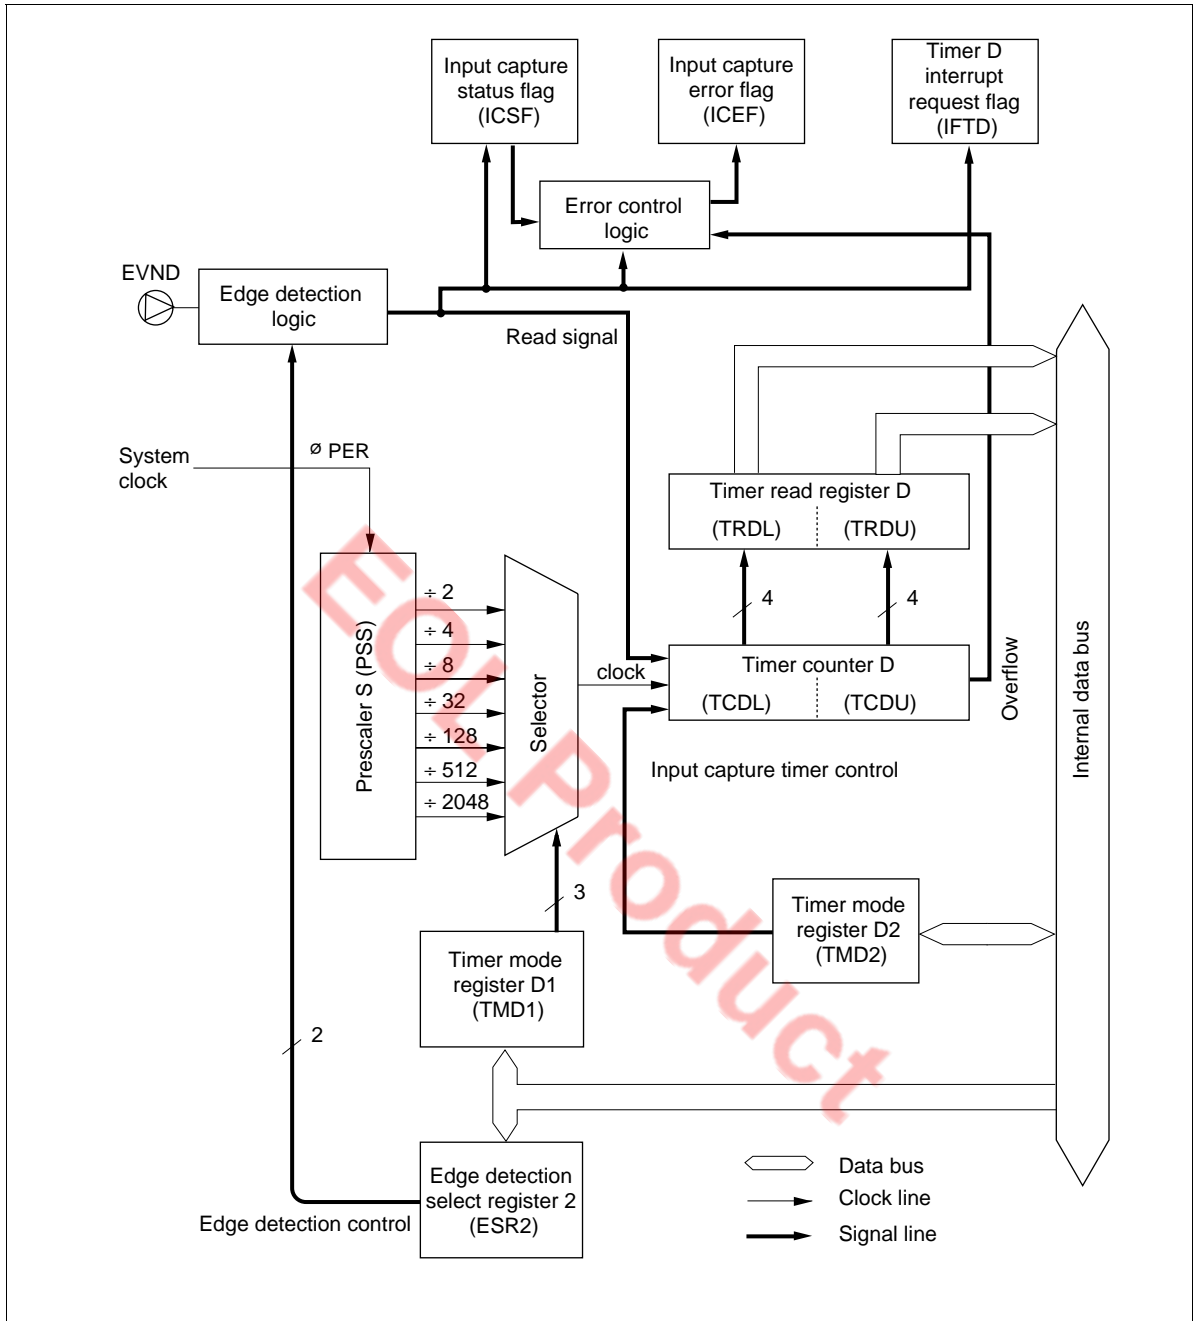 Input capture
status flag
(ICSF)
Input capture
error flag
(ICEF)
Timer D
interrupt
request flag
(IFTD)
Error control
logic
EVND
Edge detection
logic
Read signal
System
clock
ø PER
Timer read register D
(TRDL)
(TRDU)
4
4
Prescaler S (PSS)
÷ 2
÷ 4
÷ 8
÷ 32
÷ 128
÷ 512
÷ 2048
Selector
clock
Timer counter D
(TCDL)
(TCDU)
Overflow
Internal data bus
Input capture timer control
3
Timer mode
register D1
(TMD1)
Timer mode
register D2
(TMD2)
2
Edge detection
select register 2
(ESR2)
Edge detection control
Data bus
Clock line
Signal line
EOL Product